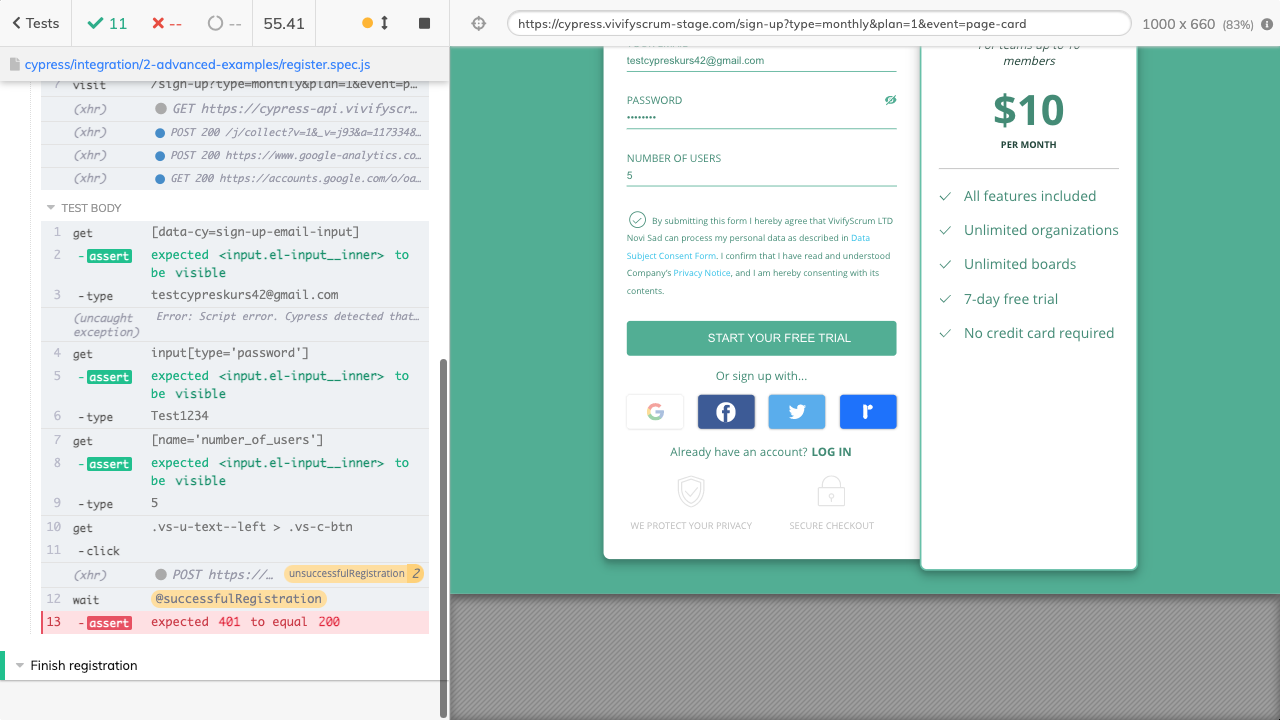 Tests
11
--
--
55.41
https://cypress.vivifyscrum-stage.com/sign-up?type=monthly&plan=1&event=page-card
1000 x 660 (83%)
cypress/integration/2-advanced-examples/register.spec.js
7 visit /sign-up?type=monthly&plan=1&event=p…
(xhr) GET https://cypress-api.vivifyscr…
(xhr) POST 200 /j/collect?v=1&_v=j93&a=1173348…
(xhr) POST 200 https://www.google-analytics.co…
(xhr) GET 200 https://accounts.google.com/o/oa…
TEST BODY
1 get [data-cy=sign-up-email-input]
2 -assert expected <input.el-input__inner> to
be visible
3 -type testcypreskurs42@gmail.com
(uncaught Error: Script error. Cypress detected that…
exception)
4 get input[type='password']
5 -assert expected <input.el-input__inner> to
be visible
6 -type Test1234
7 get [name='number_of_users']
8 -assert expected <input.el-input__inner> to
be visible
9 -type 5
10 get .vs-u-text--left > .vs-c-btn
11 -click
(xhr) POST https://… unsuccessfulRegistration 2
12 wait @successfulRegistration
13 -assert expected 401 to equal 200
Finish registration
testcypreskurs42@gmail.com
PASSWORD
••••••••
NUMBER OF USERS
5
By submitting this form I hereby agree that VivifyScrum LTD
Novi Sad can process my personal data as described in Data
Subject Consent Form. I confirm that I have read and understood
Company's Privacy Notice, and I am hereby consenting with its
contents.
START YOUR FREE TRIAL
Or sign up with...
Already have an account? LOG IN
WE PROTECT YOUR PRIVACY
SECURE CHECKOUT
For teams up to 10
members
$10
PER MONTH
All features included
Unlimited organizations
Unlimited boards
7-day free trial
No credit card required